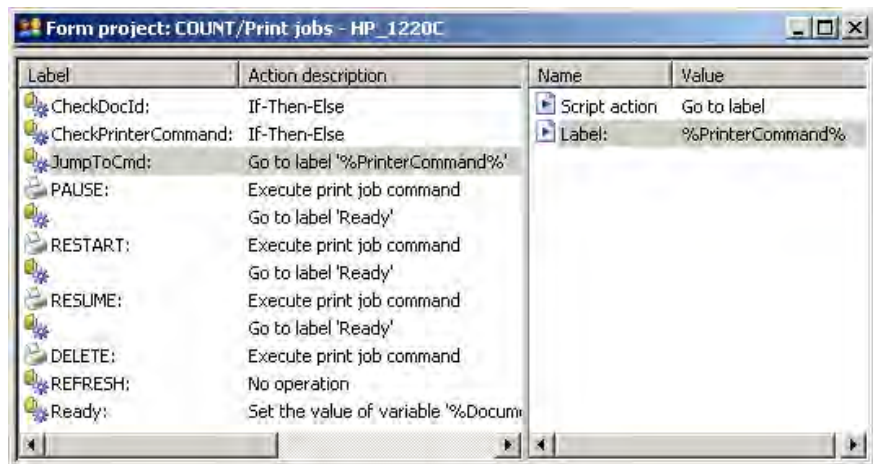 Form project: COUNT/Print jobs - HP_1220C
Label Action description Name Value
CheckDocId: If-Then-Else Script action Go to label
CheckPrinterCommand: If-Then-Else Label: %PrinterCommand%
JumpToCmd: Go to label '%PrinterCommand%'
PAUSE: Execute print job command
Go to label 'Ready'
RESTART: Execute print job command
Go to label 'Ready'
RESUME: Execute print job command
Go to label 'Ready'
DELETE: Execute print job command
REFRESH: No operation
Ready: Set the value of variable '%Docum